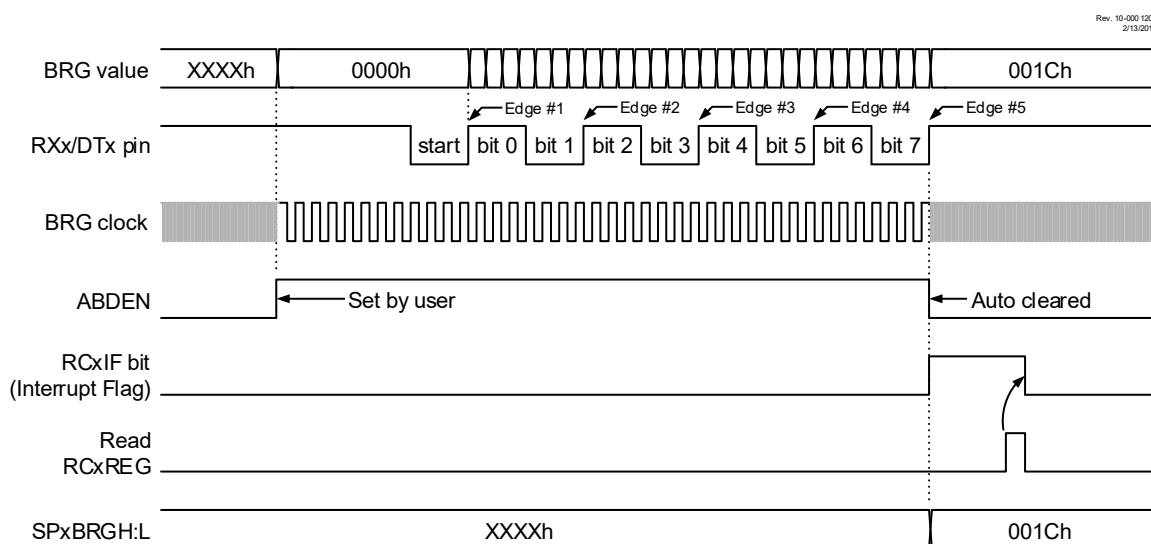 Rev. 10-000 120
2/13/201
BRG value XXXXh 0000h 001Ch
Edge #1 Edge #2 Edge #3 Edge #4 Edge #5
RXx/DTx pin start bit 0 bit 1 bit 2 bit 3 bit 4 bit 5 bit 6 bit 7
BRG clock
ABDEN Set by user Auto cleared
RCxIF bit
(Interrupt Flag)
Read
RCxREG
SPxBRGH:L XXXXh 001Ch